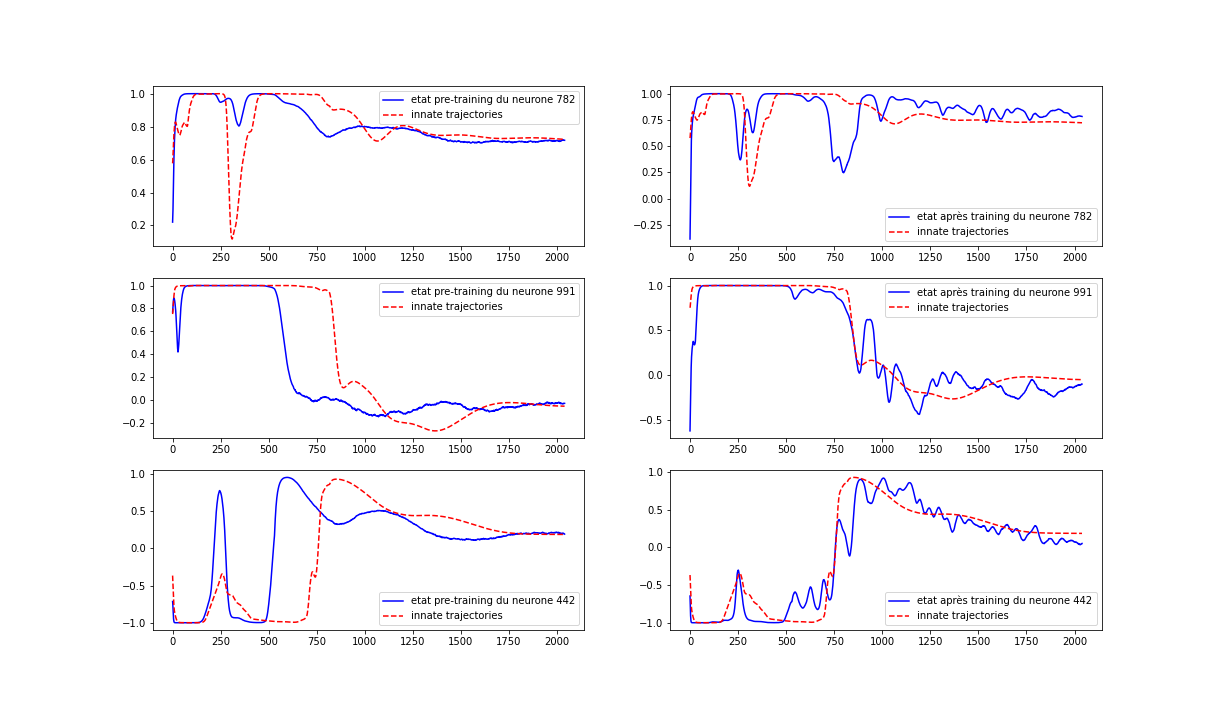 1.0
0.8
0.6
0.4
0.2
etat pre-training du neurone 782
innate trajectories
0 250 500 750 1000 1250 1500 1750 2000
1.00
0.75
0.50
0.25
0.00
−0.25
etat après training du neurone 782
innate trajectories
0 250 500 750 1000 1250 1500 1750 2000
1.0
0.8
0.6
0.4
0.2
0.0
−0.2
etat pre-training du neurone 991
innate trajectories
0 250 500 750 1000 1250 1500 1750 2000
1.0
0.5
0.0
−0.5
etat après training du neurone 991
innate trajectories
0 250 500 750 1000 1250 1500 1750 2000
1.0
0.5
0.0
−0.5
−1.0
etat pre-training du neurone 442
innate trajectories
0 250 500 750 1000 1250 1500 1750 2000
1.0
0.5
0.0
−0.5
−1.0
etat après training du neurone 442
innate trajectories
0 250 500 750 1000 1250 1500 1750 2000